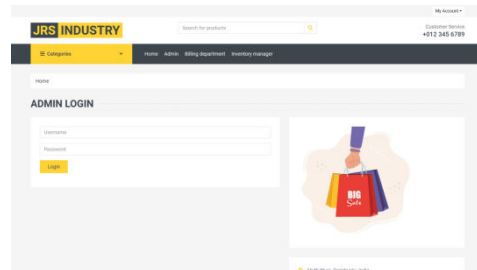 My Account
JRS INDUSTRY
Search for products
Customer Service
+012 345 6789
Categories
Home Admin Billing department Inventory manager
Home
ADMIN LOGIN
Username
Password
Login
BIG
Sale